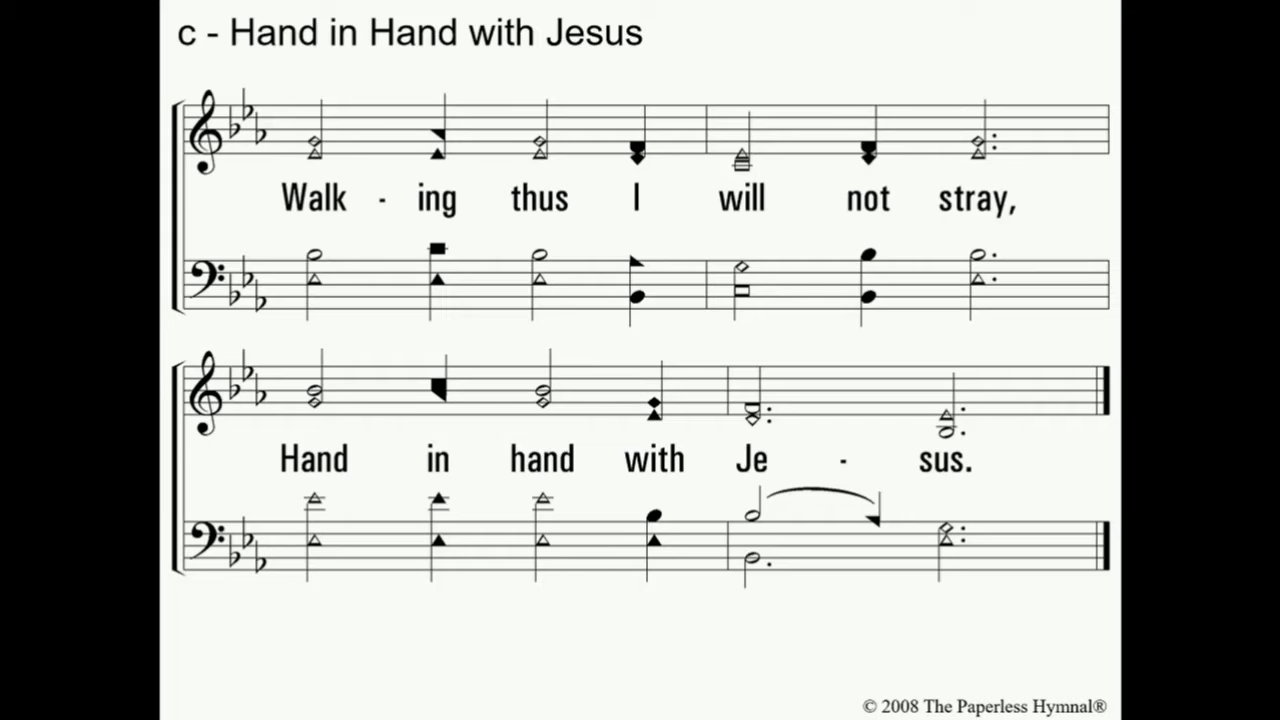 c - Hand in Hand with Jesus
Walk - ing thus I will not stray,
Hand in hand with Je - sus.
© 2008 The Paperless Hymnal®